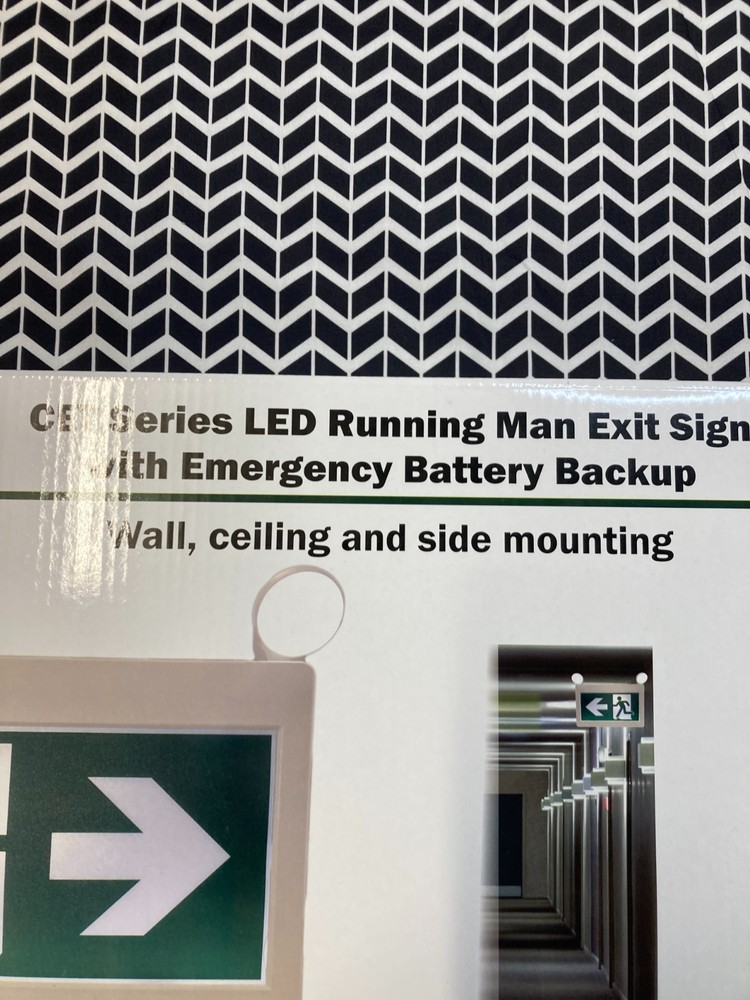 Series LED Running Man Exit Sign
with Emergency Battery Backup
Wall, ceiling and side mounting